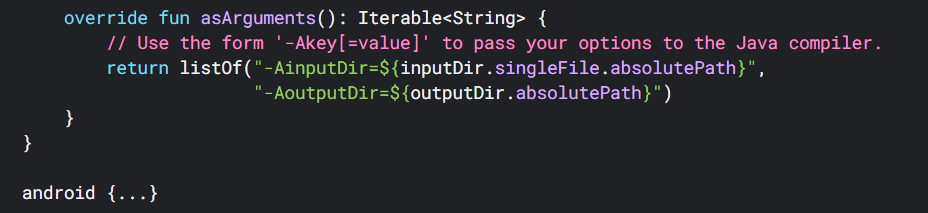 override fun asArguments(): Iterable<String> {
// Use the form '-Akey[=value]' to pass your options to the Java compiler.
return listOf("-AinputDir=${inputDir.singleFile.absolutePath}",
"-AoutputDir=${outputDir.absolutePath}")
}
}
android {...}